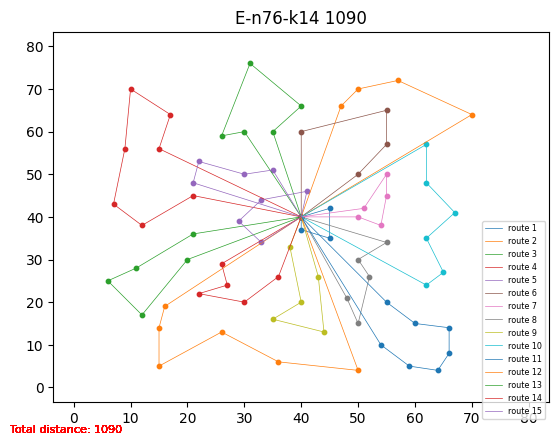 E-n76-k14 1090
80
70
60
50
40
30
20
10
0
0 10 20 30 40 50 60 70 80
route 1
route 2
route 3
route 4
route 5
route 6
route 7
route 8
route 9
route 10
route 11
route 12
route 13
route 14
route 15
Total distance: 1090